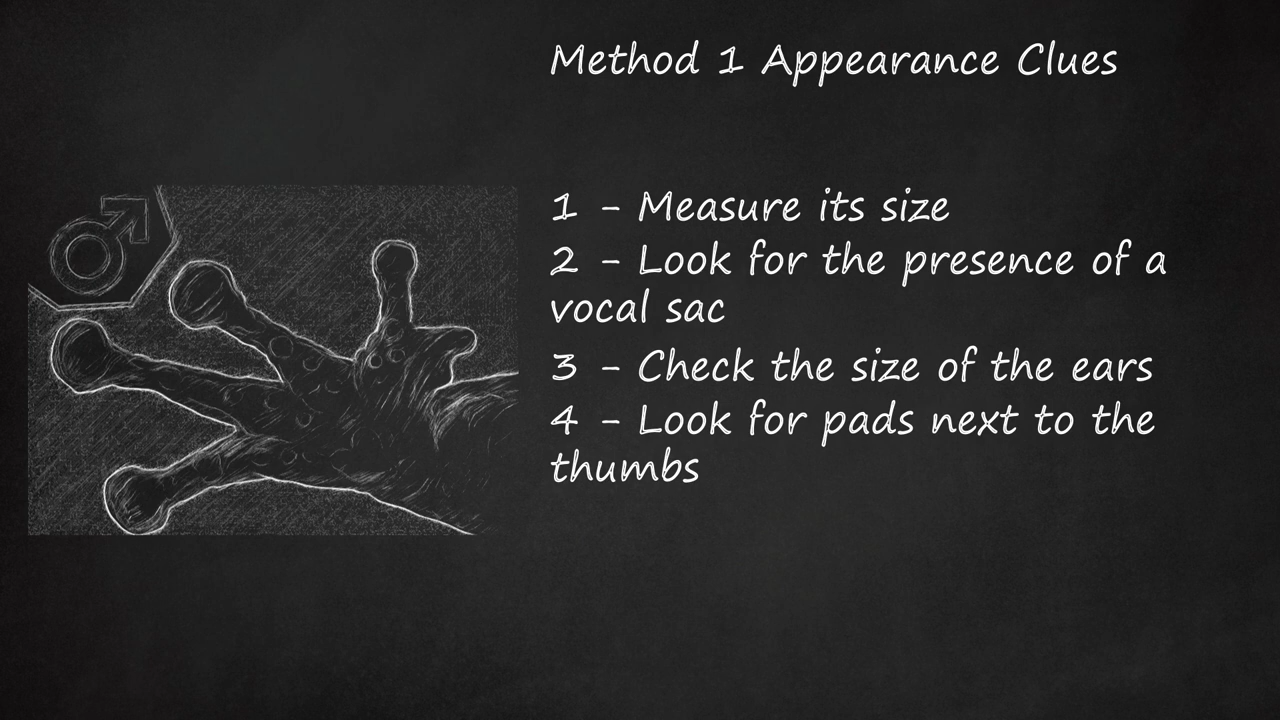 Method 1 Appearance Clues
1 - Measure its size
2 - Look for the presence of a
vocal sac
3 - Check the size of the ears
4 - Look for pads next to the
thumbs